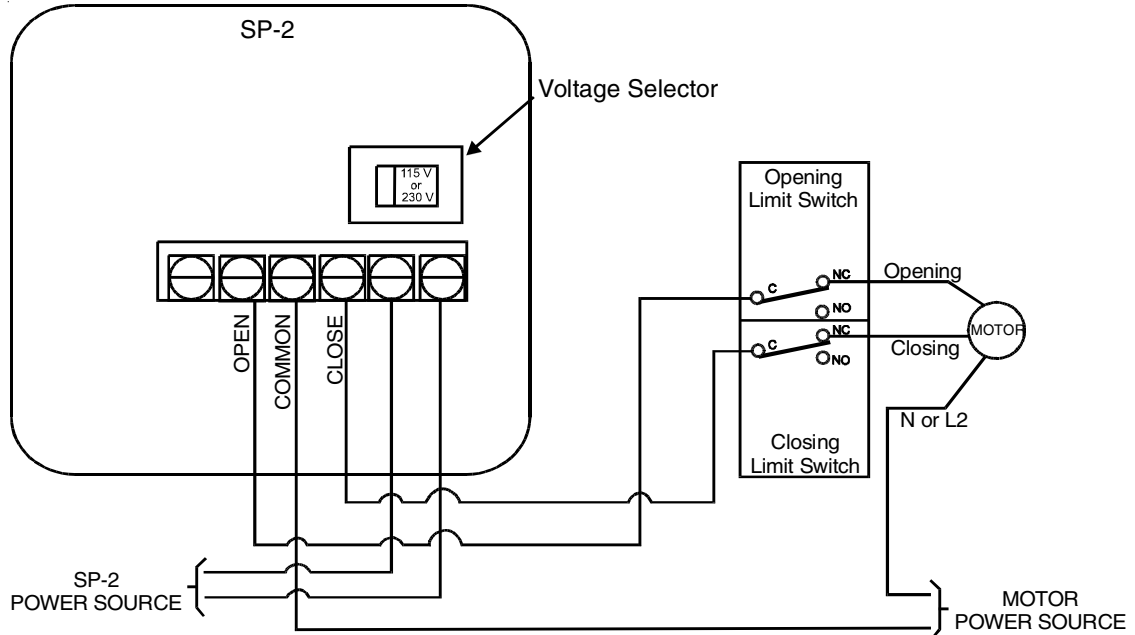 SP-2
Voltage Selector
115 V
or
230 V
OPEN
COMMON
CLOSE
Opening
Limit Switch
C
NC
NO
Opening
C
NC
NO
Closing
MOTOR
N or L2
Closing
Limit Switch
SP-2
POWER SOURCE
MOTOR
POWER SOURCE